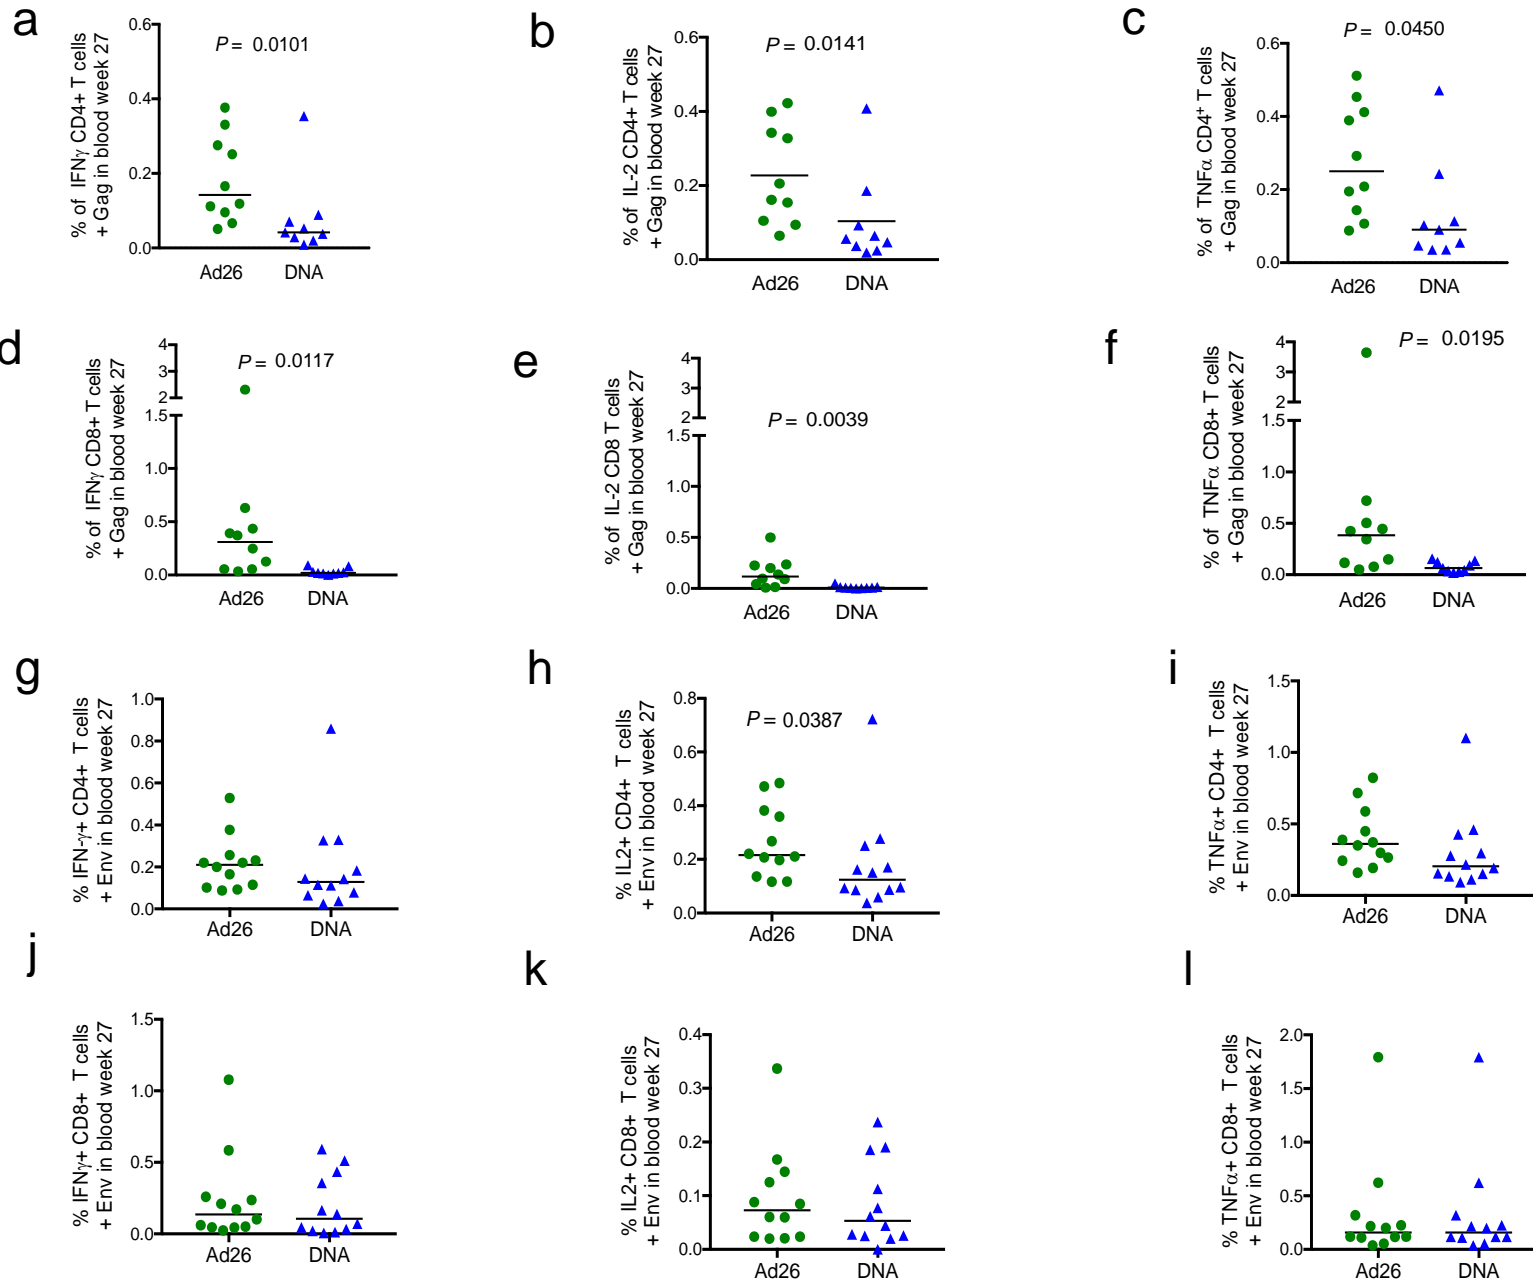 a
P = 0.0101
% of IFNγ CD4+ T cells
+ Gag in blood week 27
0.6
0.4
0.2
0.0
Ad26 DNA
b
P = 0.0141
% of IL-2 CD4+ T cells
+ Gag in blood week 27
0.6
0.4
0.2
0.0
Ad26 DNA
c
P = 0.0450
% of TNFα CD4+ T cells
+ Gag in blood week 27
0.6
0.4
0.2
0.0
Ad26 DNA
d
P = 0.0117
% of IFNγ CD8+ T cells
+ Gag in blood week 27
4
3
2
1.5
1.0
0.5
0.0
Ad26 DNA
e
P = 0.0039
% of IL-2 CD8 T cells
+ Gag in blood week 27
4
3
2
1.5
1.0
0.5
0.0
Ad26 DNA
f
P = 0.0195
% of TNFα CD8+ T cells
+ Gag in blood week 27
4
3
2
1.5
1.0
0.5
0.0
Ad26 DNA
g
% IFN-γ+ CD4+ T cells
+ Env in blood week 27
1.0
0.8
0.6
0.4
0.2
0.0
Ad26 DNA
h
P = 0.0387
% IL2+ CD4+ T cells
+ Env in blood week 27
0.8
0.6
0.4
0.2
0.0
Ad26 DNA
i
% TNFα+ CD4+ T cells
+ Env in blood week 27
1.5
1.0
0.5
0.0
Ad26 DNA
j
% IFNγ+ CD8+ T cells
+ Env in blood week 27
1.5
1.0
0.5
0.0
Ad26 DNA
k
% IL2+ CD8+ T cells
+ Env in blood week 27
0.4
0.3
0.2
0.1
0.0
Ad26 DNA
l
% TNFα+ CD8+ T cells
+ Env in blood week 27
2.0
1.5
1.0
0.5
0.0
Ad26 DNA